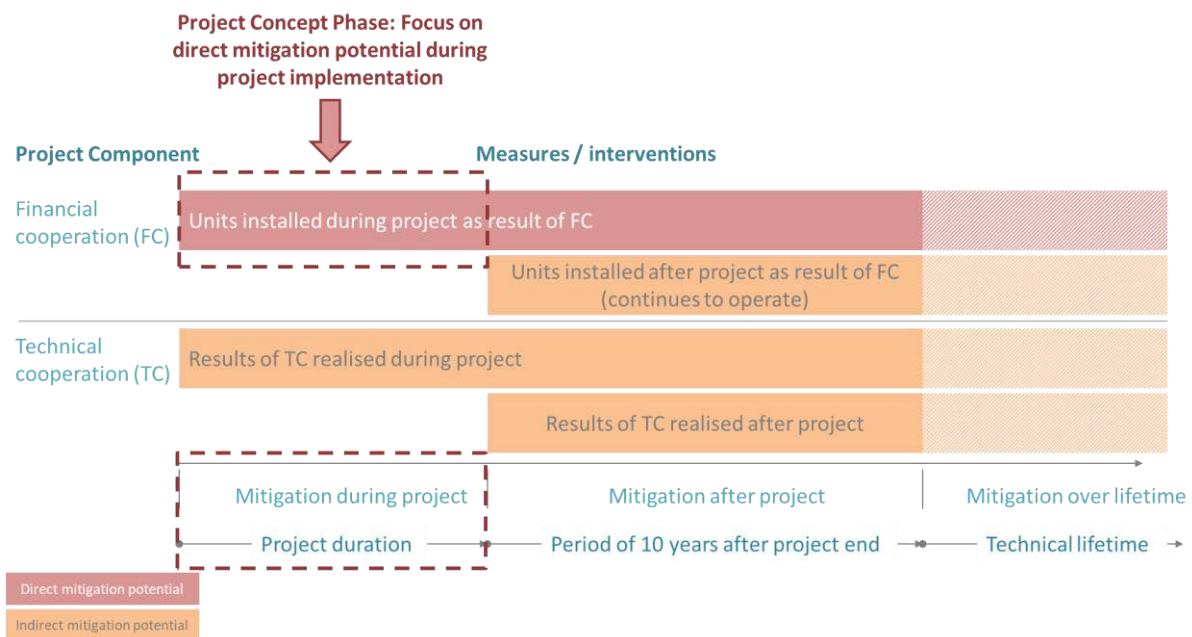 Project Concept Phase: Focus on
direct mitigation potential during
project implementation
Project Component
Measures / interventions
Financial
cooperation (FC)
Units installed during project as result of FC
Units installed after project as result of FC
(continues to operate)
Technical
cooperation (TC)
Results of TC realised during project
Results of TC realised after project
Mitigation during project
Mitigation after project
Mitigation over lifetime
Project duration
Period of 10 years after project end
Technical lifetime
Direct mitigation potential
Indirect mitigation potential